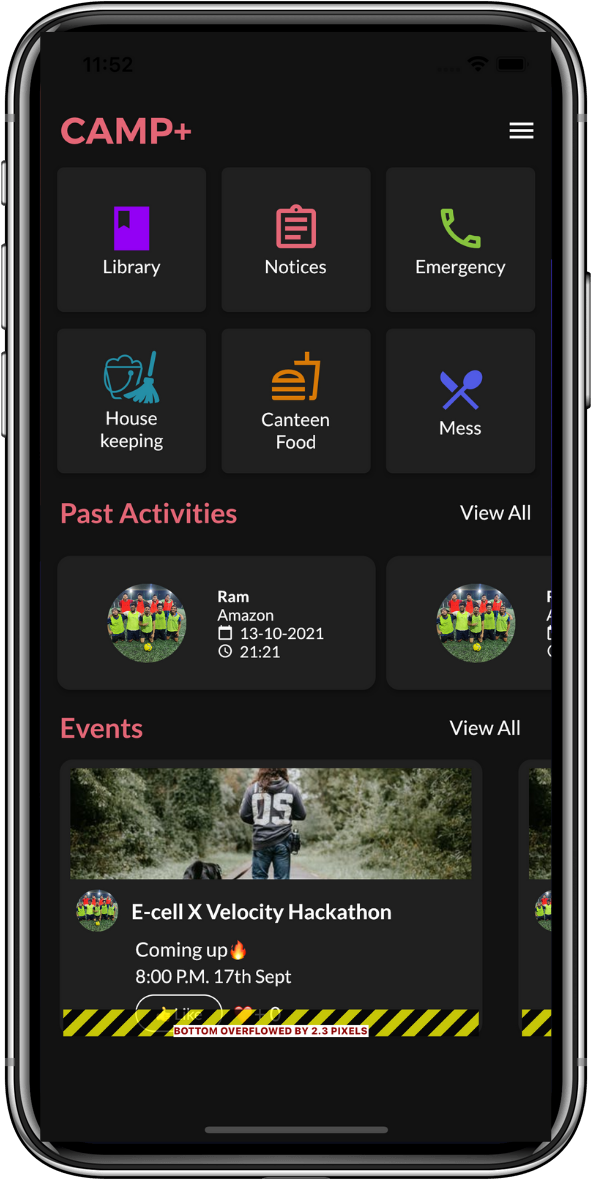 11:52
CAMP+
Library
Notices
Emergency
House
keeping
Canteen
Food
Mess
Past Activities
View All
Ram
Amazon
13-10-2021
21:21
Events
View All
OS
E-cell X Velocity Hackathon
Coming up🔥
8:00 P.M. 17th Sept
Like
❤️+ 0
BOTTOM OVERFLOWED BY 2.3 PIXELS